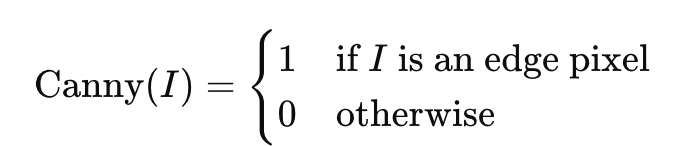 Canny(I) = { 1 if I is an edge pixel
0 otherwise